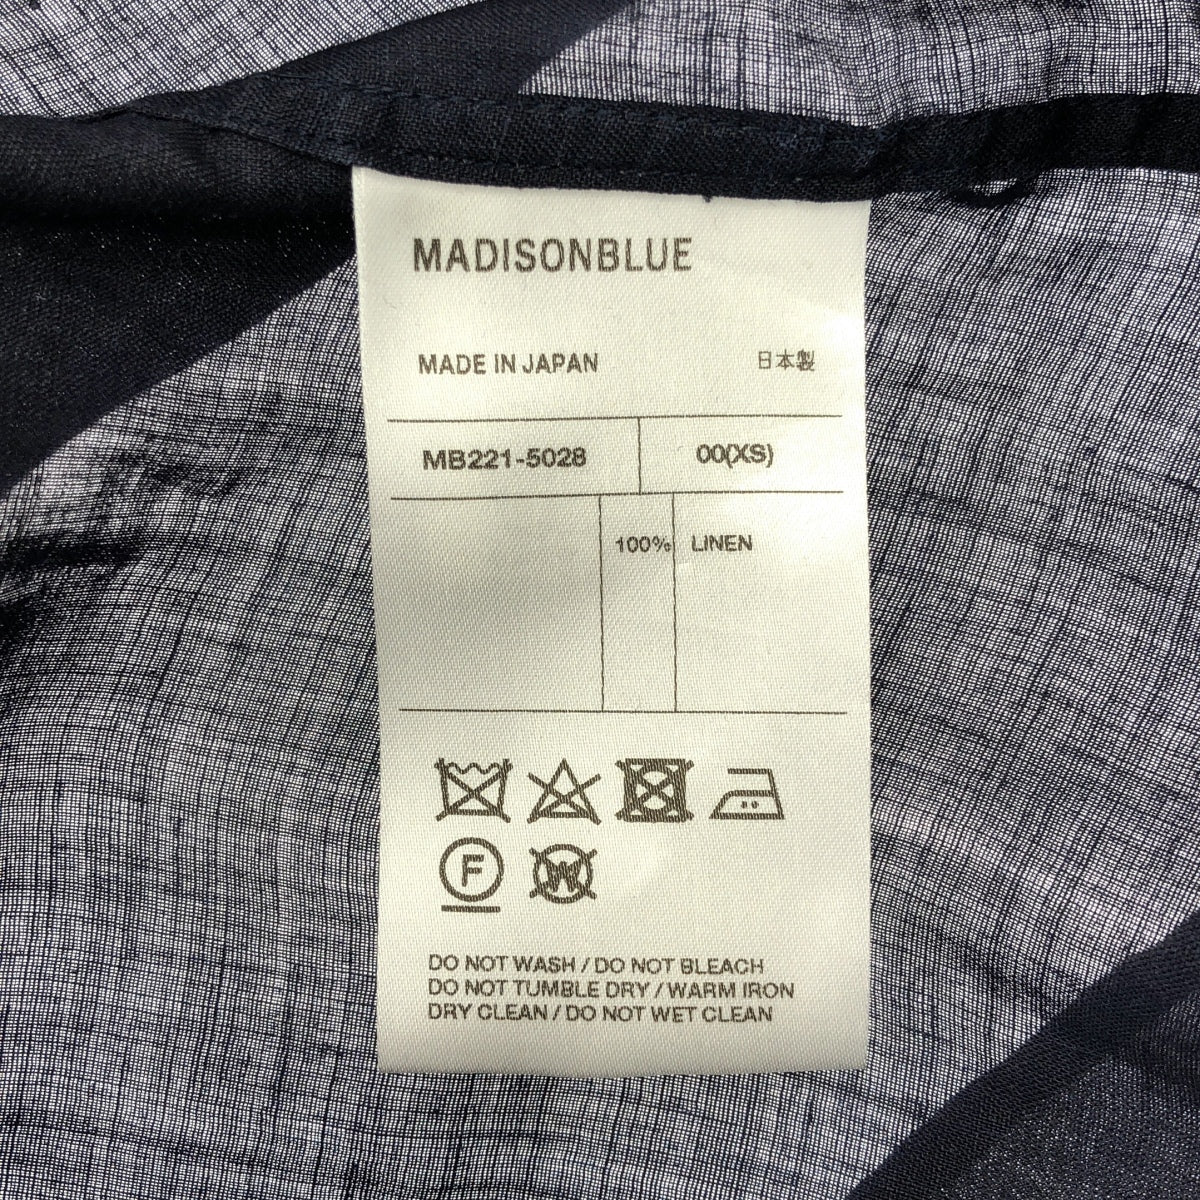 MADISONBLUE
MADE IN JAPAN 日本製
MB221-5028 00(XS)
100% LINEN
F W
DO NOT WASH / DO NOT BLEACH
DO NOT TUMBLE DRY / WARM IRON
DRY CLEAN / DO NOT WET CLEAN